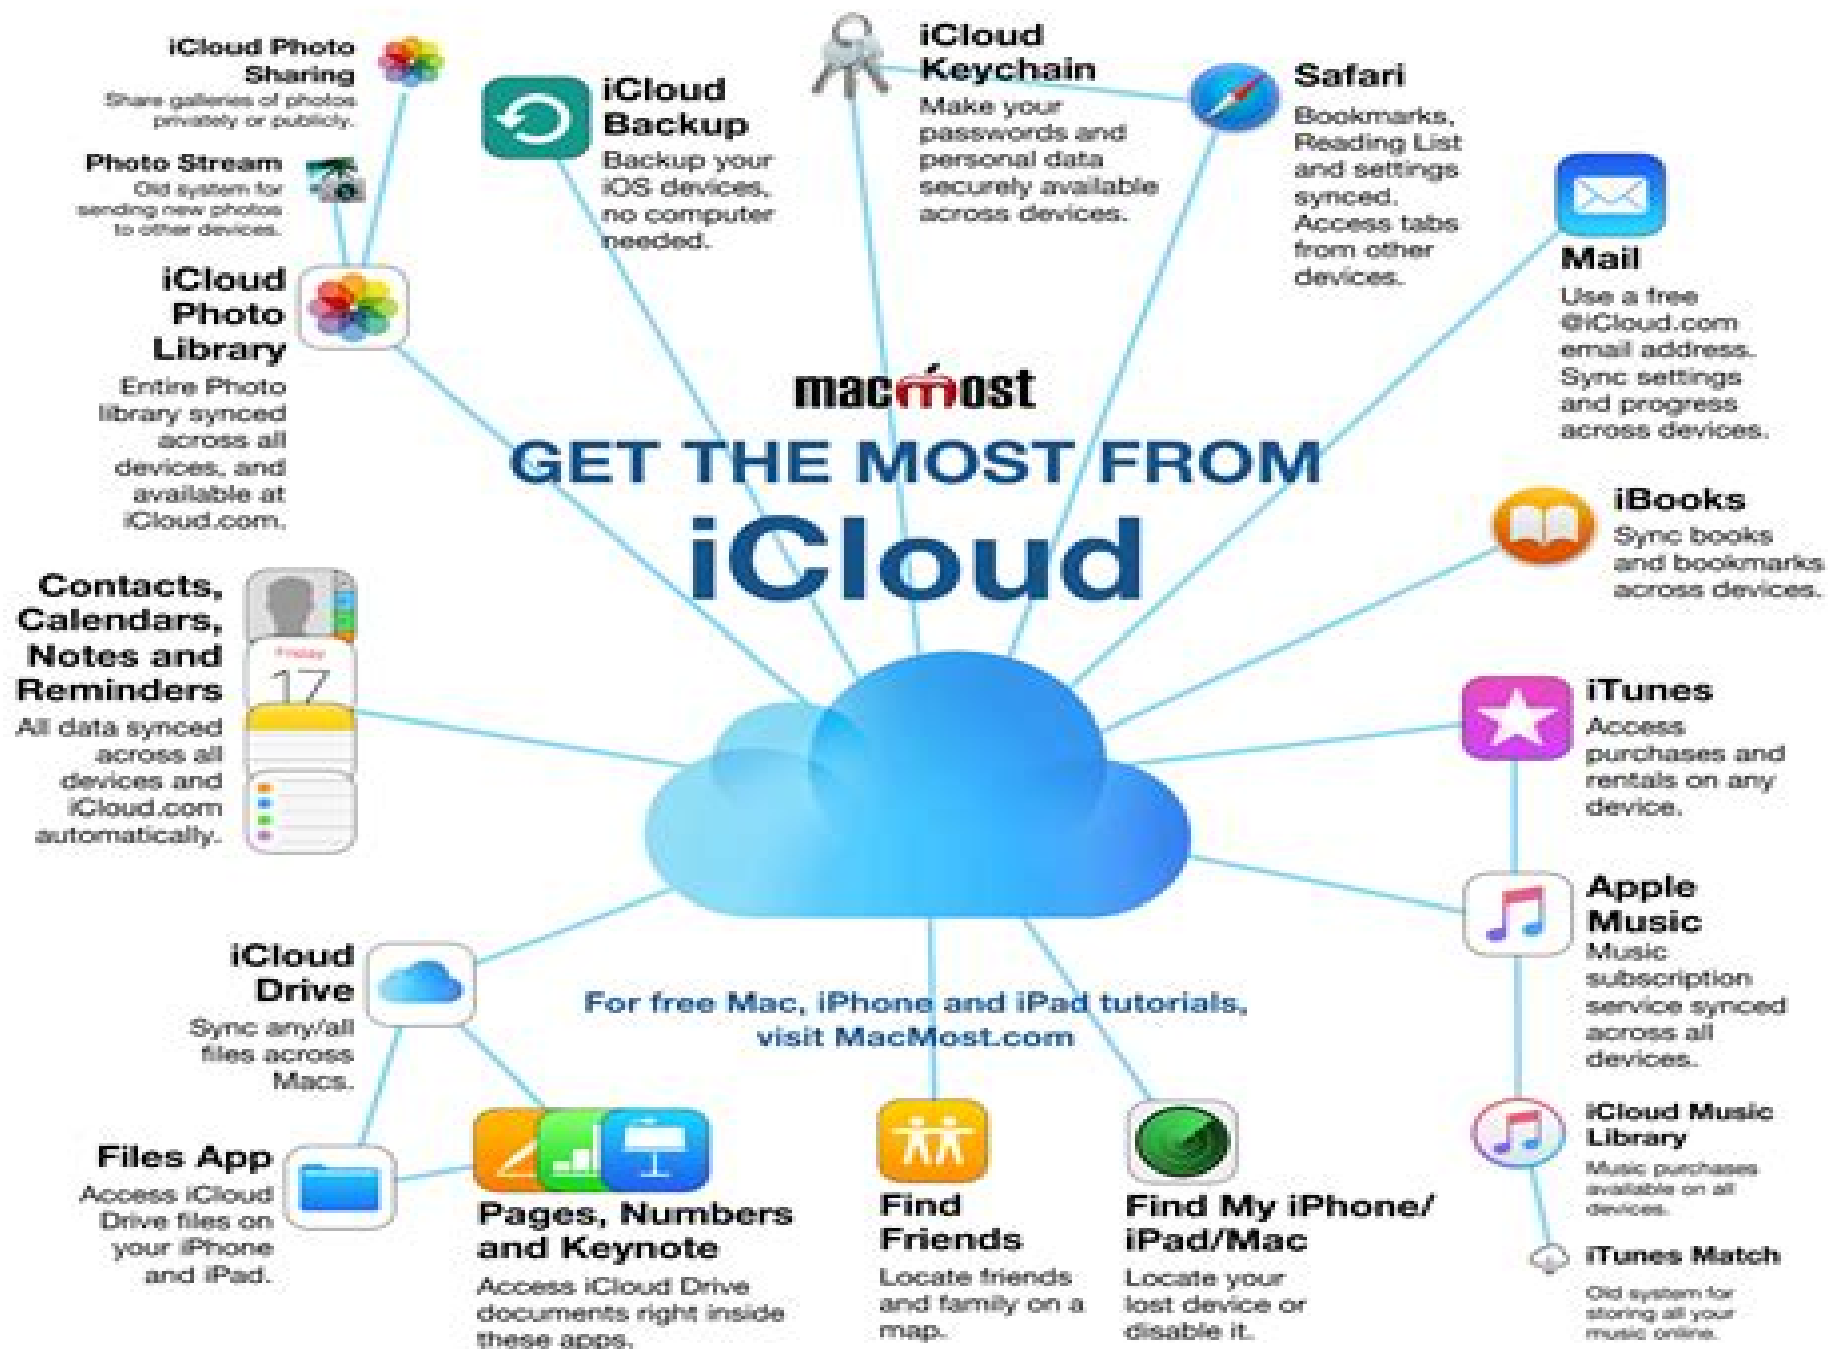 iCloud Photo
Sharing
Share galleries of photos
privately or publicly.
Photo Stream
Old system for
sending new photos
to other devices.
iCloud
Photo
Library
Entire Photo
library synced
across all
devices, and
available at
iCloud.com.
iCloud
Backup
Backup your
iOS devices,
no computer
needed.
iCloud
Keychain
Make your
passwords and
personal data
securely available
across devices.
Safari
Bookmarks,
Reading List
and settings
synced.
Access tabs
from other
devices.
Mail
Use a free
@iCloud.com
email address.
Sync settings
and progress
across devices.
macmost
GET THE MOST FROM
iCloud
iBooks
Sync books
and bookmarks
across devices.
Contacts,
Calendars,
Notes and
Reminders
All data synced
across all
devices and
iCloud.com
automatically.
Friday
17
iTunes
Access
purchases and
rentals on any
device.
Apple
Music
Music
subscription
service synced
across all
devices.
iCloud
Drive
Sync any/all
files across
Macs.
For free Mac, iPhone and iPad tutorials,
visit MacMost.com
Files App
Access iCloud
Drive files on
your iPhone
and iPad.
Pages, Numbers
and Keynote
Access iCloud Drive
documents right inside
these apps.
Find
Friends
Locate friends
and family on a
map.
Find My iPhone/
iPad/Mac
Locate your
lost device or
disable it.
iCloud Music
Library
Music purchases
available on all
devices.
iTunes Match
Old system for
storing all your
music online.